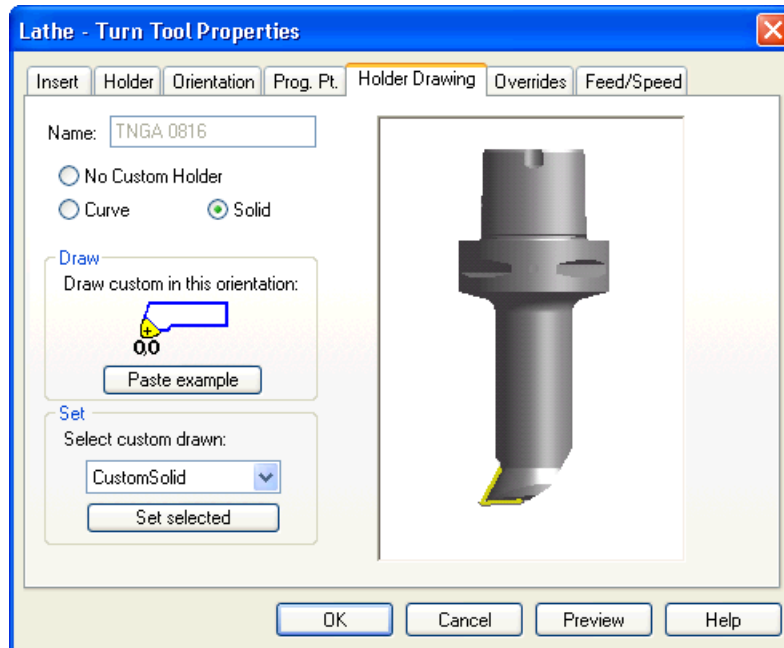 Lathe - Turn Tool Properties
Insert Holder Orientation Prog. Pt. Holder Drawing Overrides Feed/Speed
Name: TNGA 0816
No Custom Holder
Curve Solid
Draw
Draw custom in this orientation:
0,0
Paste example
Set
Select custom drawn:
CustomSolid
Set selected
OK Cancel Preview Help